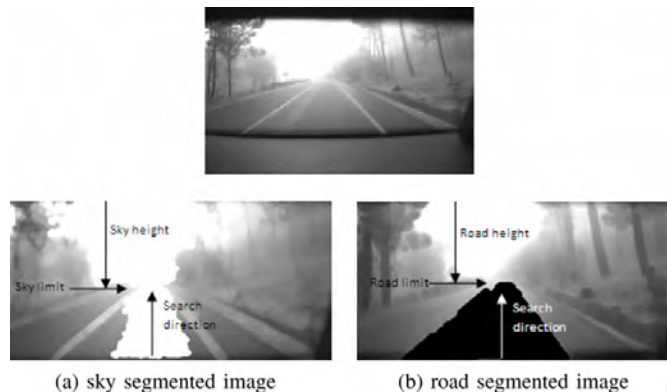 Sky height
Sky limit
Search
direction
Road height
Road limit
Search
direction
(a) sky segmented image
(b) road segmented image